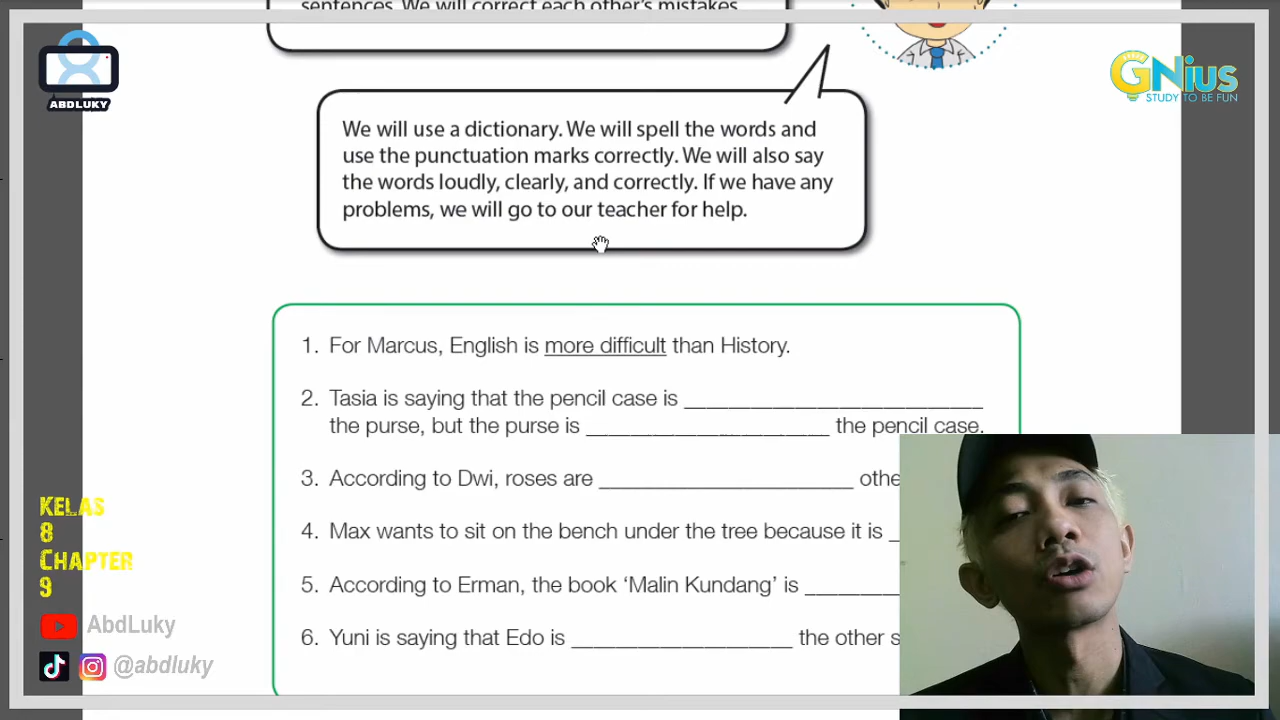 sentences. We will correct each other's mistakes
ABDLUKY
GNius
STUDY TO BE FUN
We will use a dictionary. We will spell the words and
use the punctuation marks correctly. We will also say
the words loudly, clearly, and correctly. If we have any
problems, we will go to our teacher for help.
1. For Marcus, English is more difficult than History.
2. Tasia is saying that the pencil case is ___________________________
the purse, but the purse is ______________________ the pencil case.
3. According to Dwi, roses are _______________________ othe
4. Max wants to sit on the bench under the tree because it is _
5. According to Erman, the book ‘Malin Kundang’ is _________
6. Yuni is saying that Edo is ____________________ the other s
KELAS
8
CHAPTER
9
AbdLuky
@abdluky